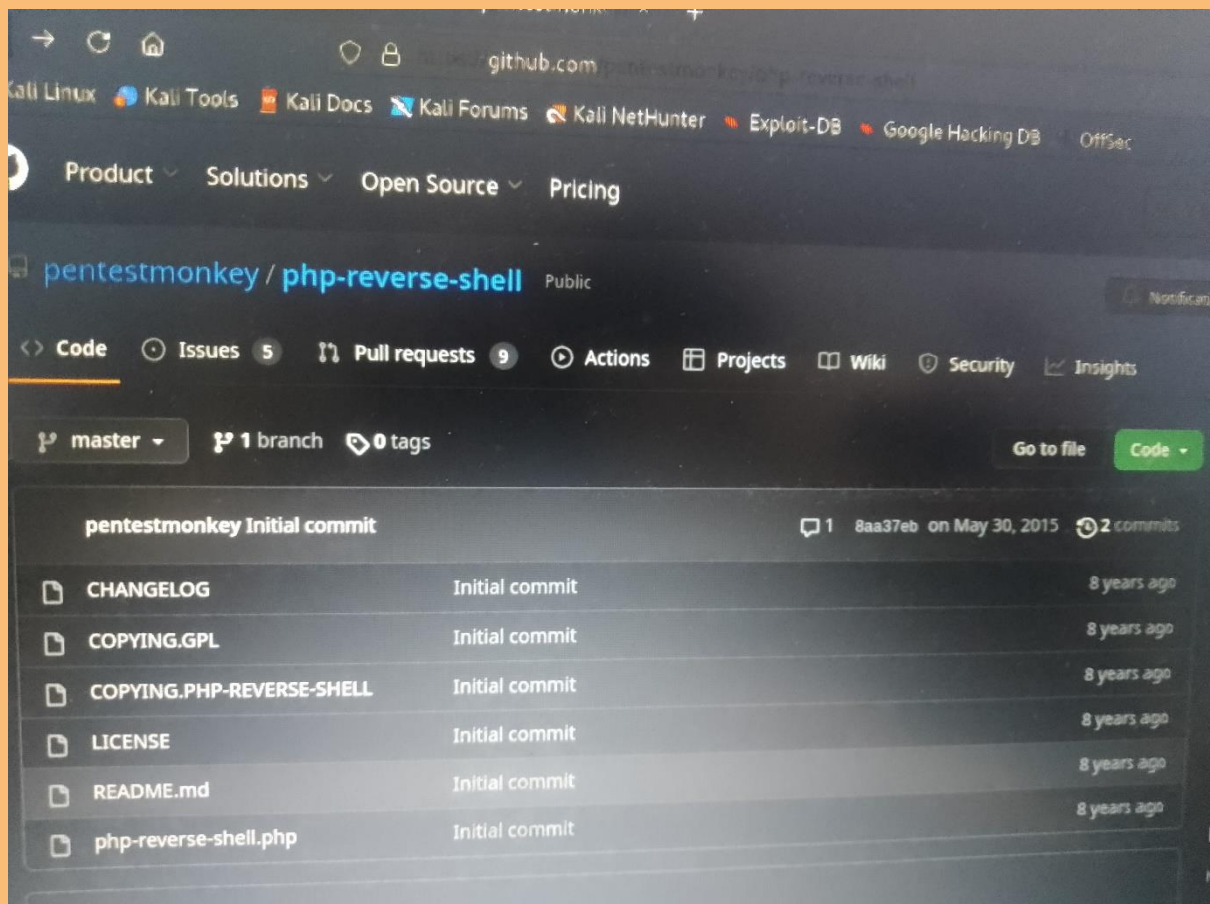 github.com
Kali Linux Kali Tools Kali Docs Kali Forums Kali NetHunter Exploit-DB Google Hacking DB OffSec
Product Solutions Open Source Pricing
pentestmonkey / php-reverse-shell Public
<> Code Issues 5 Pull requests 9 Actions Projects Wiki Security Insights
master 1 branch 0 tags Go to file Code
pentestmonkey Initial commit 1 8aa37eb on May 30, 2015 2 commits
CHANGELOG Initial commit 8 years ago
COPYING.GPL Initial commit 8 years ago
COPYING.PHP-REVERSE-SHELL Initial commit 8 years ago
LICENSE Initial commit 8 years ago
README.md Initial commit 8 years ago
php-reverse-shell.php Initial commit 8 years ago